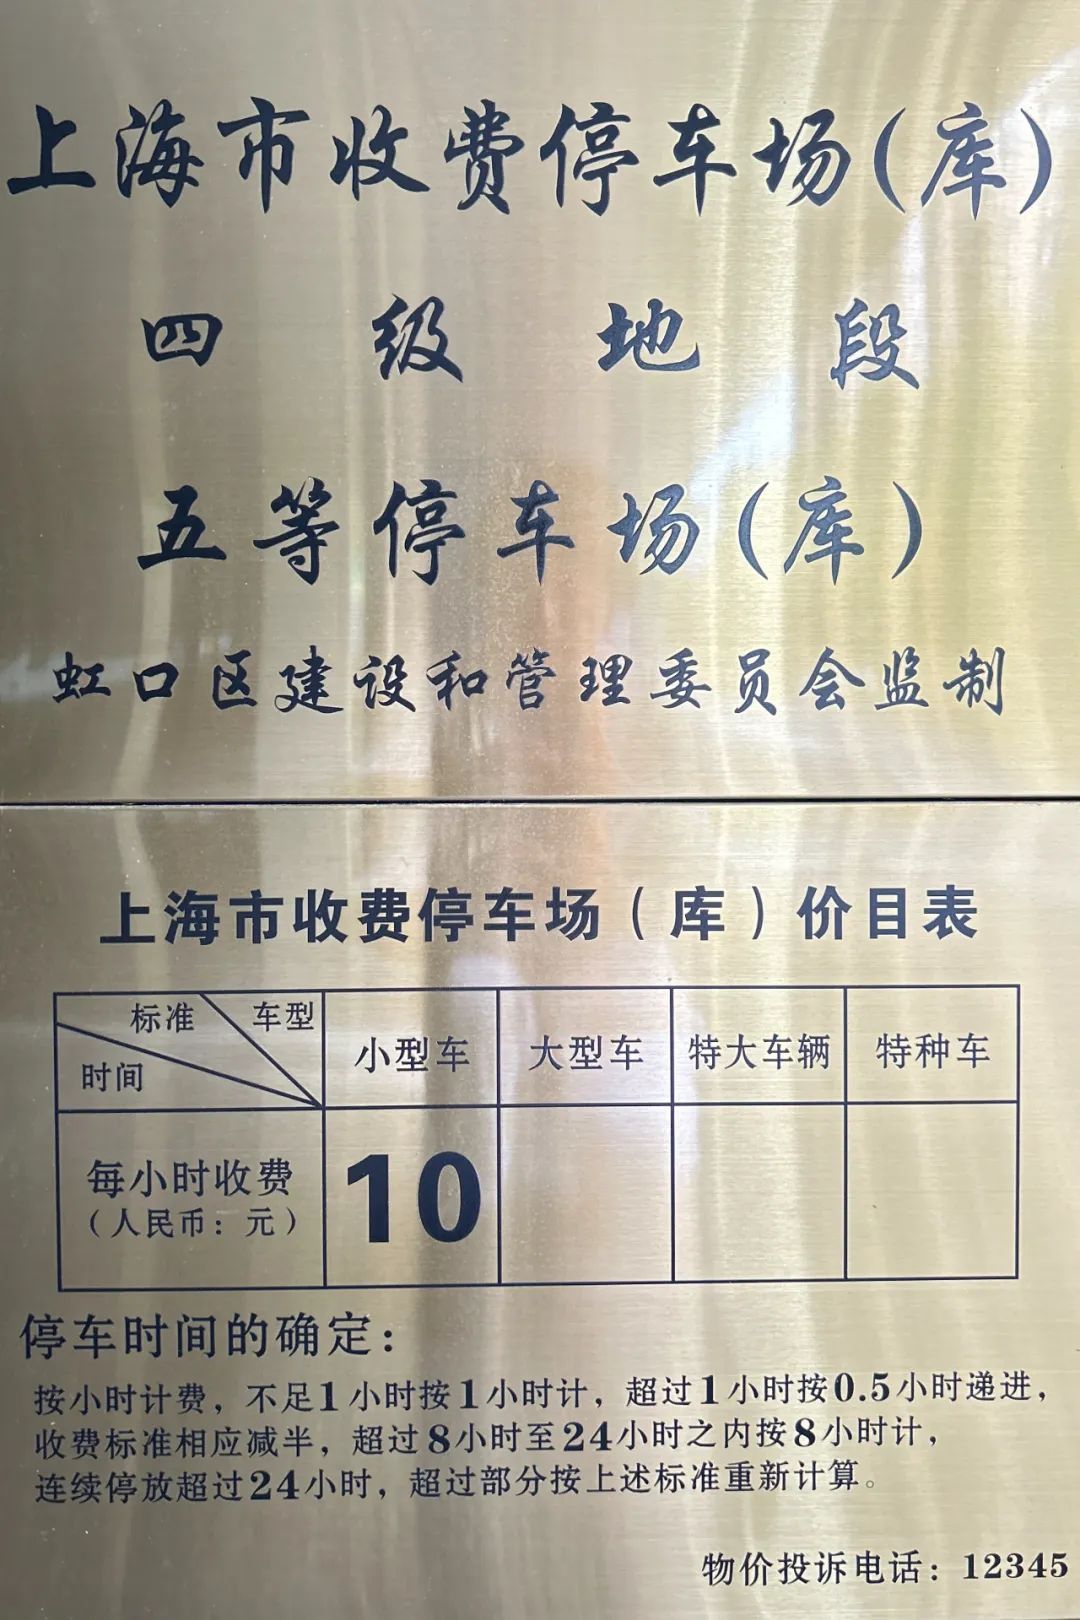 上海市收费停车场(库)
四级地段
五等停车场(库)
虹口区建设和管理委员会监制
上海市收费停车场(库)价目表
标准 车型
时间
小型车 大型车 特大车辆 特种车
每小时收费
(人民币:元)
10
停车时间的确定:
按小时计费,不足1小时按1小时计,超过1小时按0.5小时递进,
收费标准相应减半,超过8小时至24小时之内按8小时计,
连续停放超过24小时,超过部分按上述标准重新计算。
物价投诉电话:12345